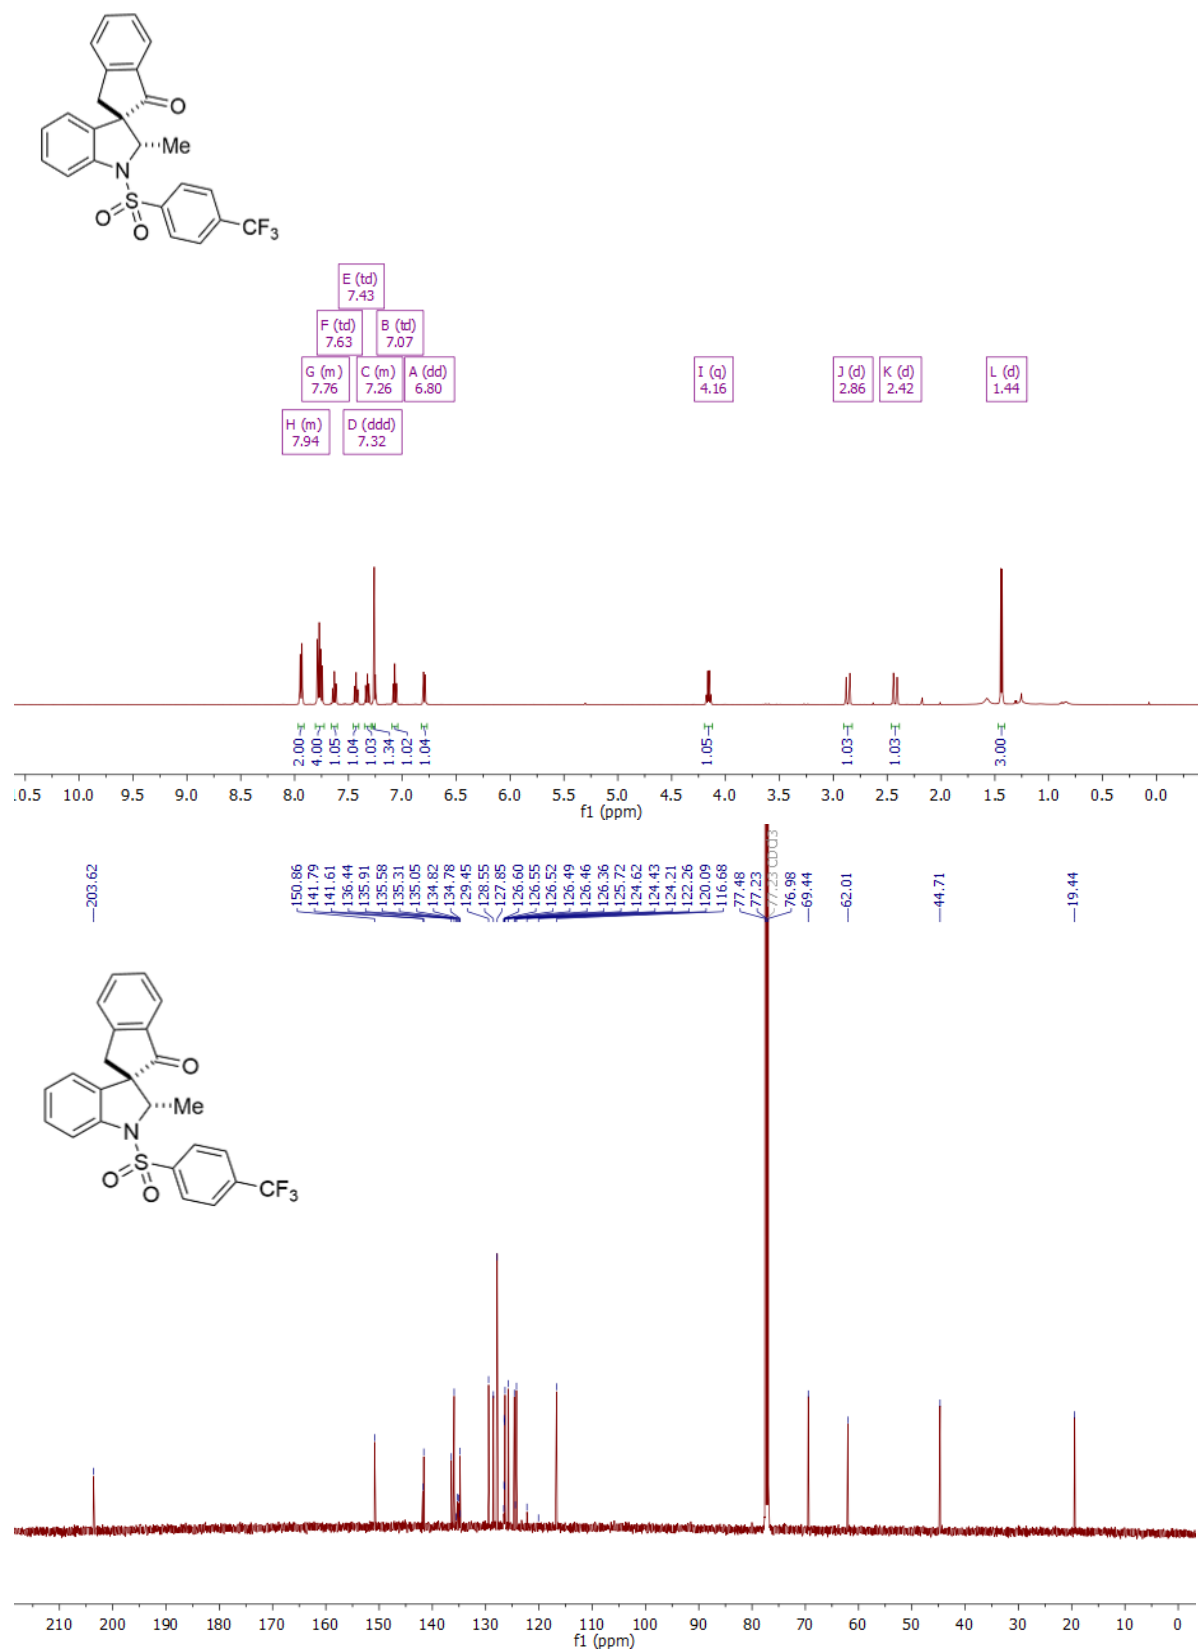 O
Me
N
S
O
O
CF3
E (td)
7.43
F (td)
7.63
B (td)
7.07
G (m)
7.76
C (m)
7.26
A (dd)
6.80
I (q)
4.16
J (d)
2.86
K (d)
2.42
L (d)
1.44
H (m)
7.94
D (ddd)
7.32
2.00
4.00
1.05
1.04
1.03
1.34
1.02
1.04
1.05
1.03
1.03
3.00
10.5 10.0 9.5 9.0 8.5 8.0 7.5 7.0 6.5 6.0 5.5 5.0 4.5 4.0 3.5 3.0 2.5 2.0 1.5 1.0 0.5 0.0
f1 (ppm)
203.62
150.86
141.79
141.61
136.44
135.91
135.58
135.31
135.05
134.82
134.78
129.45
128.55
127.85
126.60
126.55
126.52
126.49
126.46
126.36
125.72
124.62
124.43
124.21
122.26
120.09
116.68
77.48
77.23
77.23 CDCl3
76.98
69.44
62.01
44.71
19.44
O
Me
N
S
O
O
CF3
210 200 190 180 170 160 150 140 130 120 110 100 90 80 70 60 50 40 30 20 10 0
f1 (ppm)